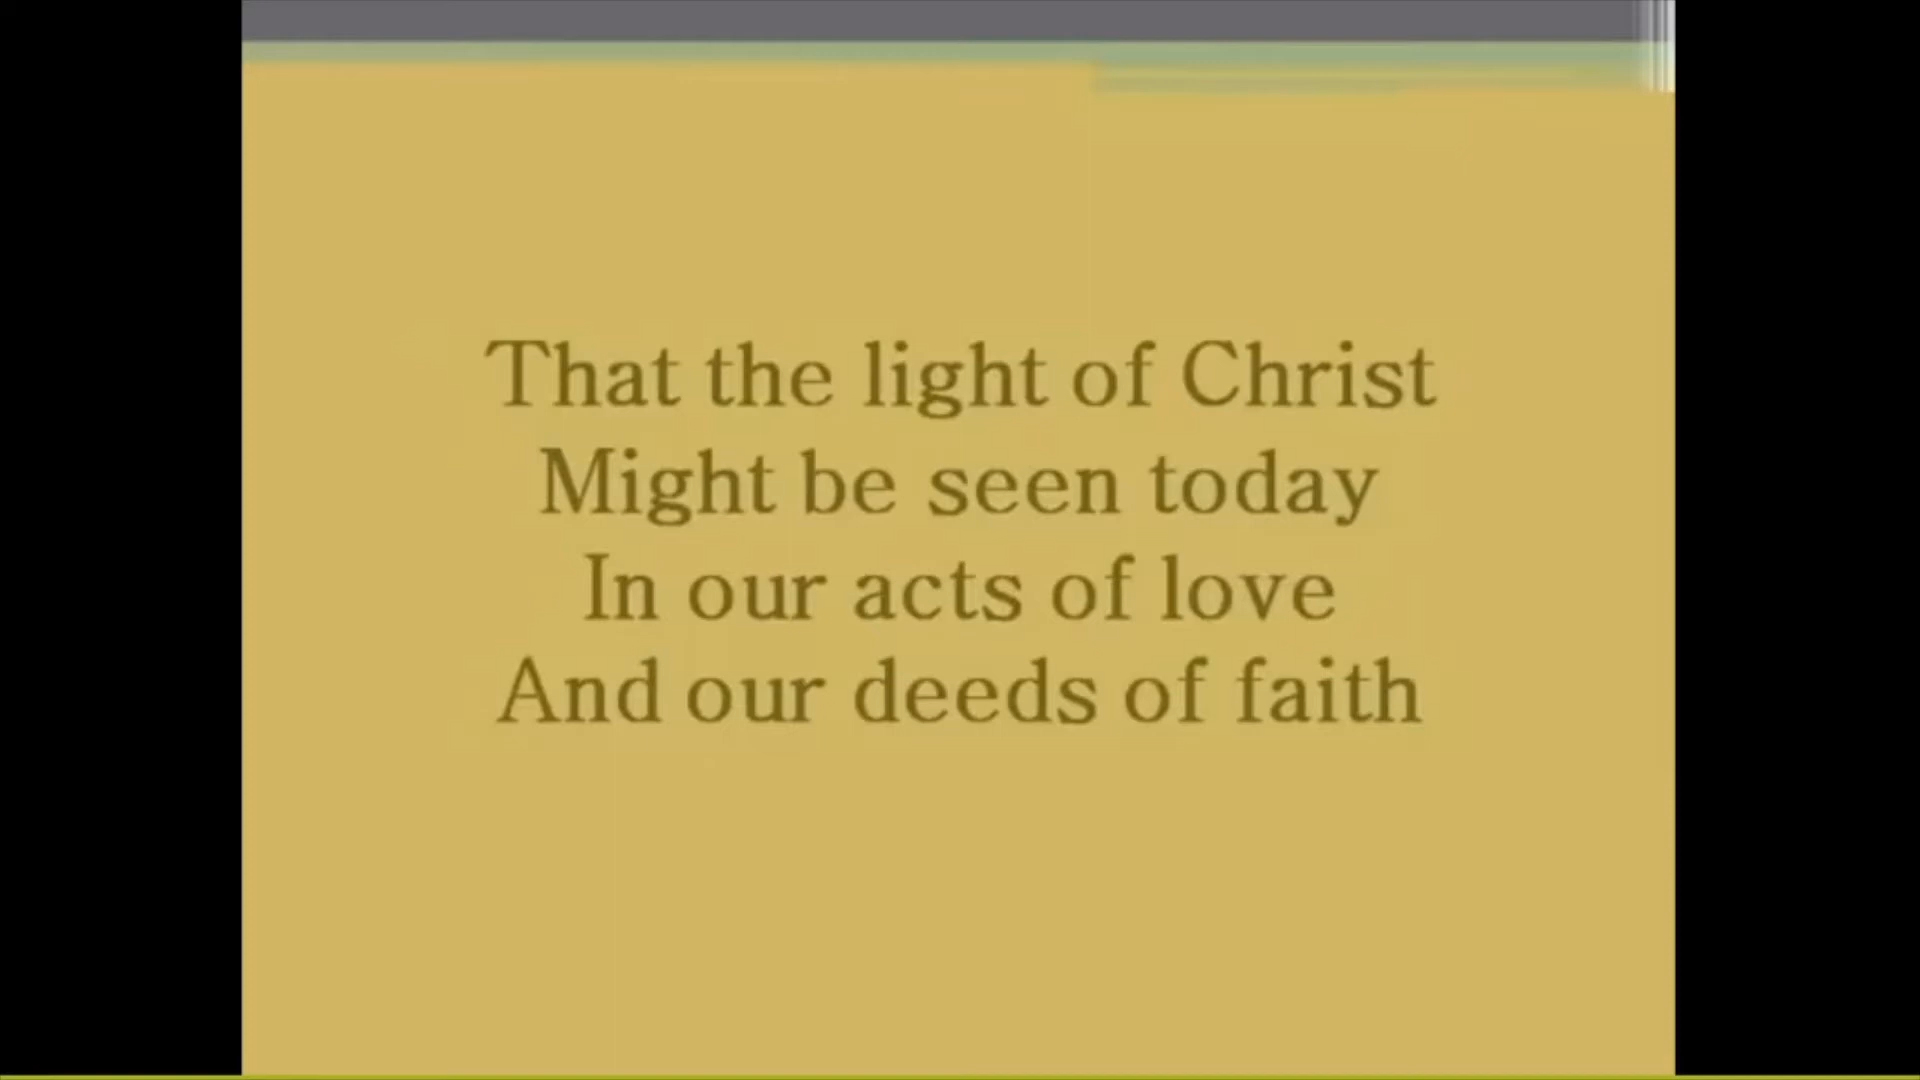 That the light of Christ
Might be seen today
In our acts of love
And our deeds of faith